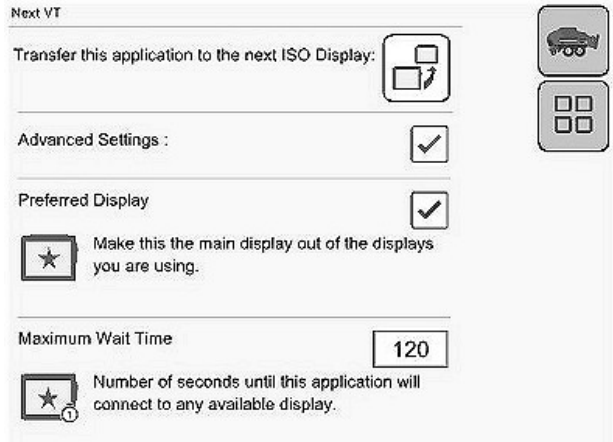 Next VT
Transfer this application to the next ISO Display:
Advanced Settings :
Preferred Display
Make this the main display out of the displays
you are using.
Maximum Wait Time
120
Number of seconds until this application will
connect to any available display.